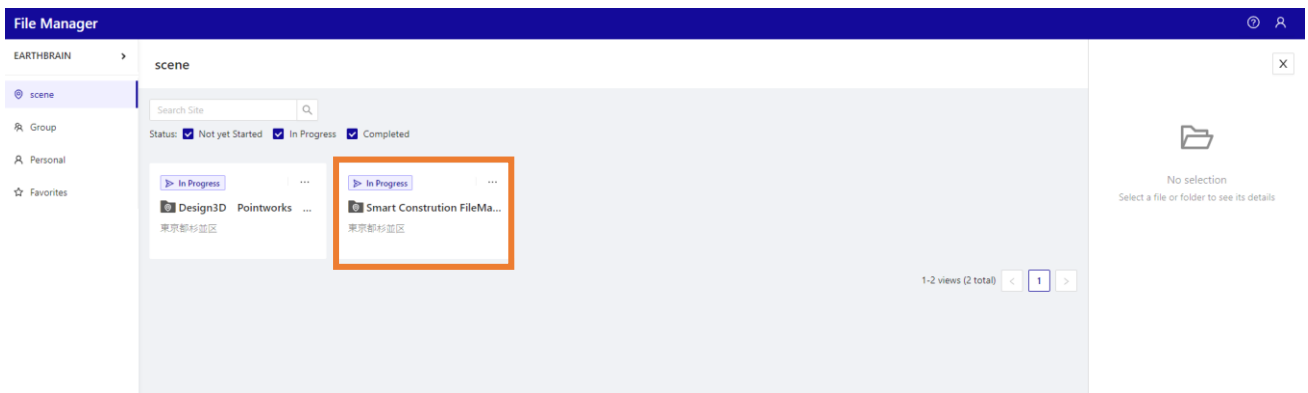 File Manager
EARTHBRAIN
scene
Group
Personal
Favorites
scene
Search Site
Status: Not yet Started In Progress Completed
In Progress ...
Design3D Pointworks ...
東京都杉並区
In Progress ...
Smart Constrution FileMa...
東京都杉並区
1-2 views (2 total) < 1 >
X
No selection
Select a file or folder to see its details